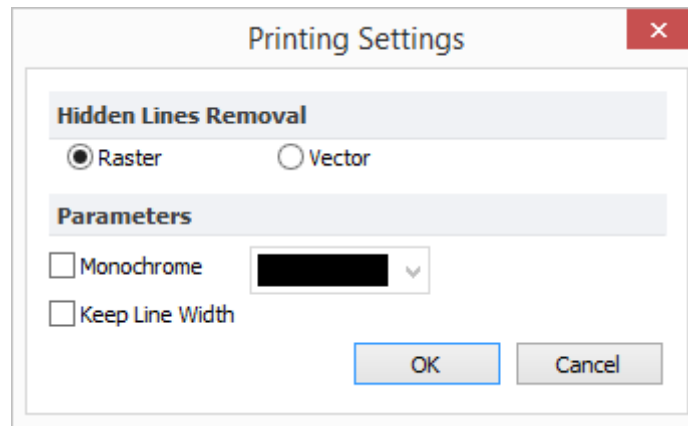 Printing Settings
Hidden Lines Removal
Raster Vector
Parameters
Monochrome
Keep Line Width
OK Cancel